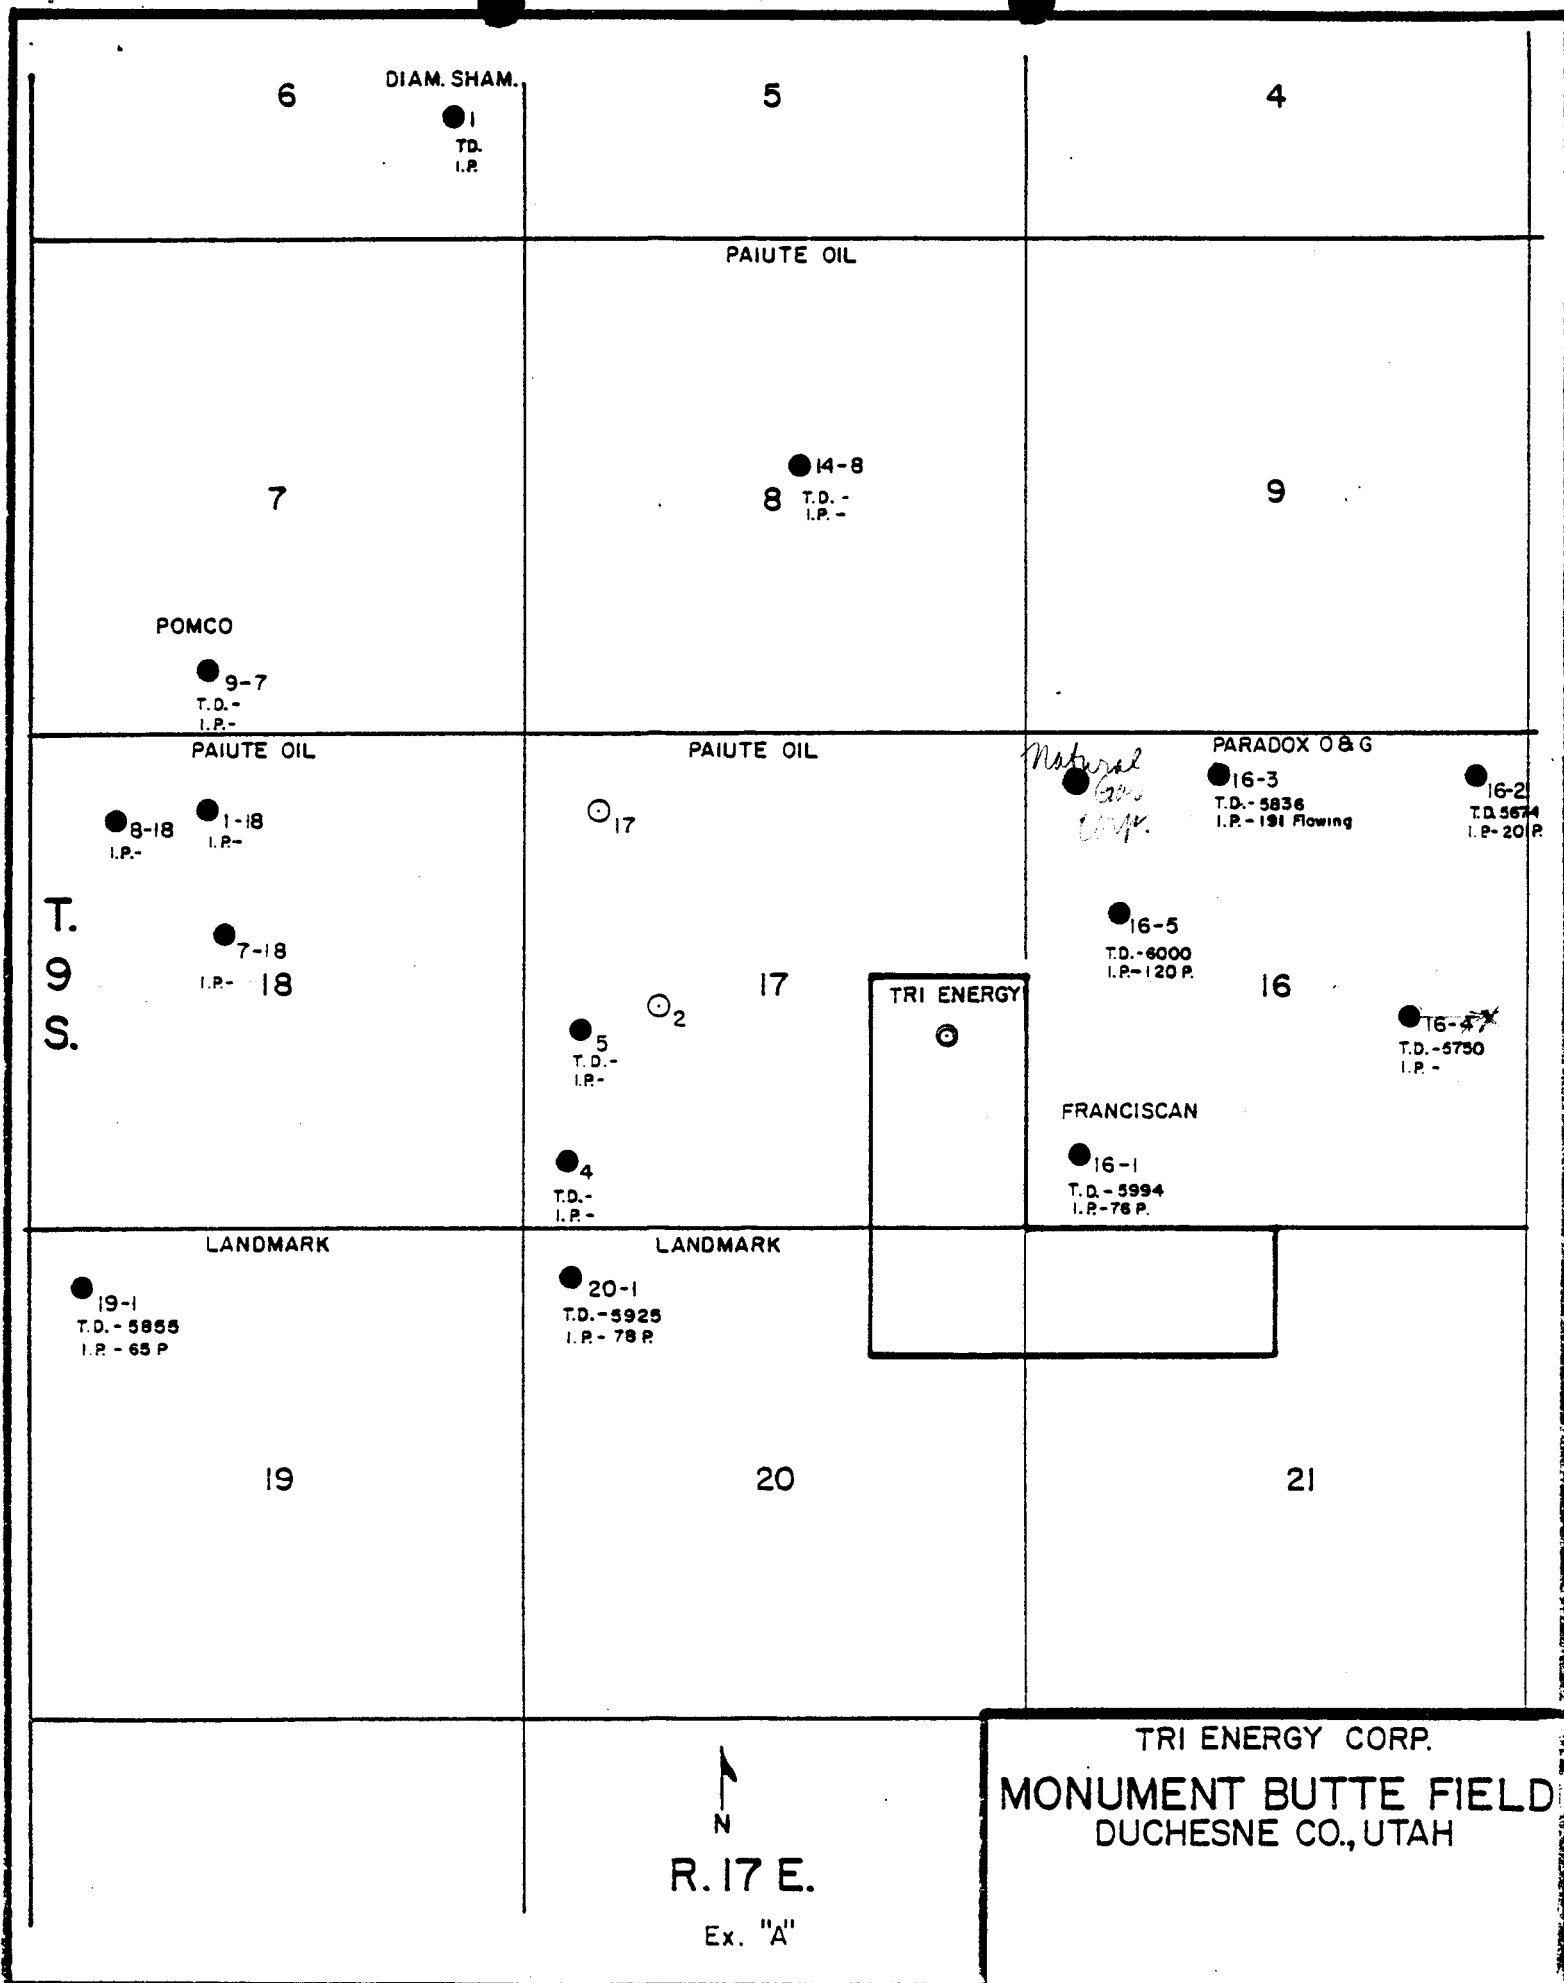 DIAM. SHAM.
6
5
4
1
TD.
I.P.
PAIUTE OIL
14-8
7
8
T.D. -
I.P. -
9
POMCO
9-7
T.D.-
I.P.-
PAIUTE OIL
PAIUTE OIL
PARADOX O & G
Natural
Gas
Corp.
16-3
T.D.- 5836
I.P.- 191 Flowing
16-2
T.D. 5674
I.P- 20 P.
8-18
I.P.-
1-18
I.P.-
17
T.
9
S.
7-18
I.P.-
18
17
16-5
T.D.-6000
I.P.-120 P.
16
TRI ENERGY
2
5
T.D.-
I.P.-
16-4
T.D.-5750
I.P. -
FRANCISCAN
4
T.D.-
I.P.-
16-1
T.D. - 5994
I.P.-76 P.
LANDMARK
LANDMARK
19-1
T.D. - 5855
I.P. - 65 P
20-1
T.D.-5925
I.P.- 78 P.
19
20
21
N
R. 17 E.
Ex. "A"
TRI ENERGY CORP.
MONUMENT BUTTE FIELD
DUCHESNE CO., UTAH